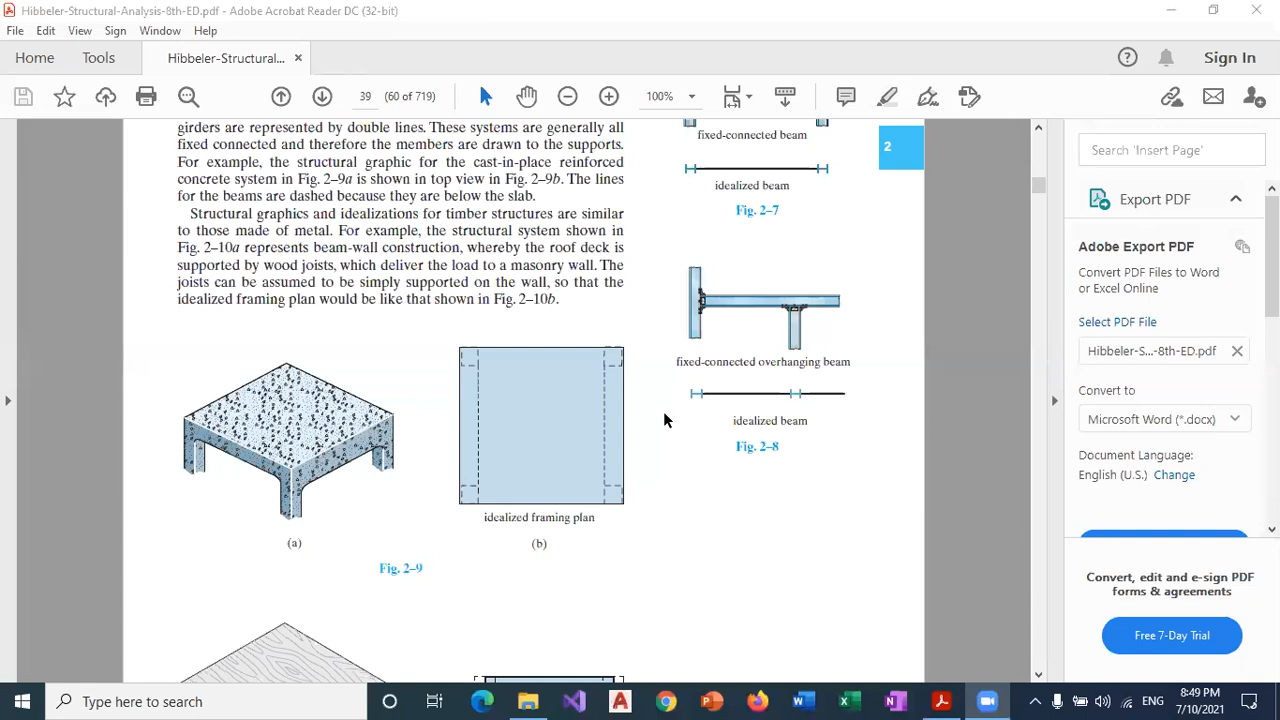 Hibbeler-Structural-Analysis-8th-ED.pdf - Adobe Acrobat Reader DC (32-bit)
File Edit View Sign Window Help
Home Tools Hibbeler-Structural... × Sign In
39 (60 of 719) 100%
girders are represented by double lines. These systems are generally all
fixed connected and therefore the members are drawn to the supports.
For example, the structural graphic for the cast-in-place reinforced
concrete system in Fig. 2–9a is shown in top view in Fig. 2–9b. The lines
for the beams are dashed because they are below the slab.
Structural graphics and idealizations for timber structures are similar
to those made of metal. For example, the structural system shown in
Fig. 2–10a represents beam-wall construction, whereby the roof deck is
supported by wood joists, which deliver the load to a masonry wall. The
joists can be assumed to be simply supported on the wall, so that the
idealized framing plan would be like that shown in Fig. 2–10b.
idealized framing plan
(a) (b)
Fig. 2–9
2
fixed-connected beam
idealized beam
Fig. 2–7
fixed-connected overhanging beam
idealized beam
Fig. 2–8
Search 'Insert Page'
Export PDF
Adobe Export PDF
Convert PDF Files to Word
or Excel Online
Select PDF File
Hibbeler-S...-8th-ED.pdf
Convert to
Microsoft Word (*.docx)
Document Language:
English (U.S.) Change
Convert, edit and e-sign PDF
forms & agreements
Free 7-Day Trial
Type here to search
ENG
8:49 PM
7/10/2021